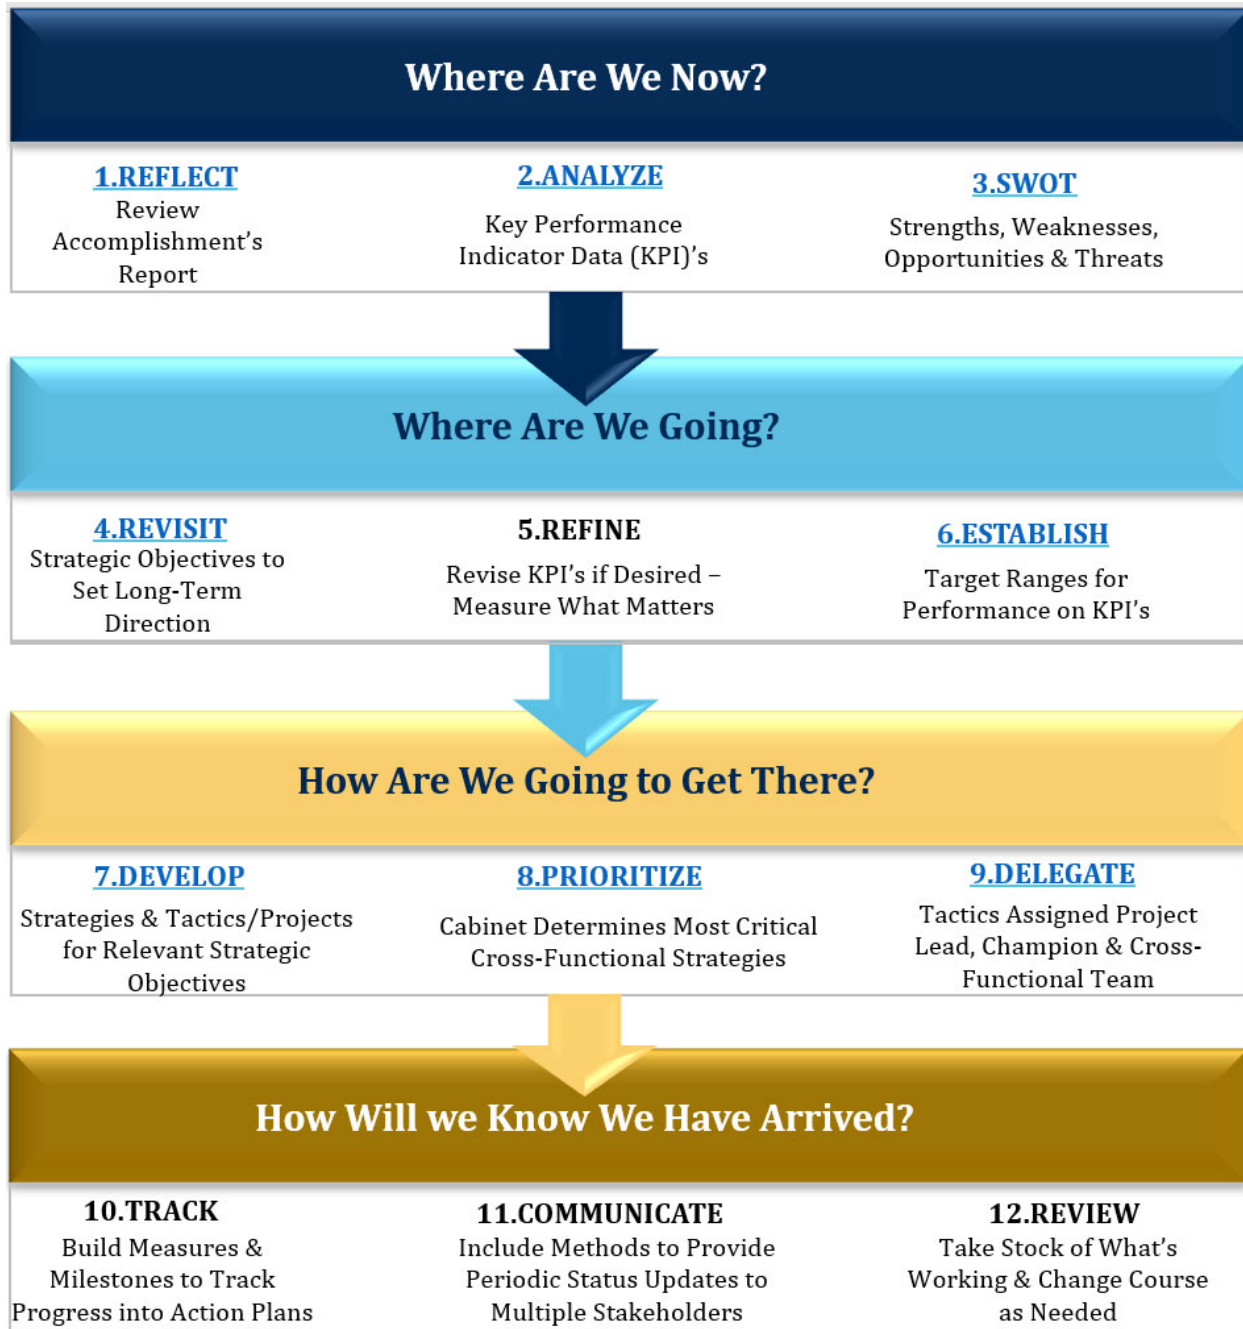 Where Are We Now?
1.REFLECT
Review
Accomplishment's
Report
2.ANALYZE
Key Performance
Indicator Data (KPI)'s
3.SWOT
Strengths, Weaknesses,
Opportunities & Threats
Where Are We Going?
4.REVISIT
Strategic Objectives to
Set Long-Term
Direction
5.REFINE
Revise KPI's if Desired –
Measure What Matters
6.ESTABLISH
Target Ranges for
Performance on KPI's
How Are We Going to Get There?
7.DEVELOP
Strategies & Tactics/Projects
for Relevant Strategic
Objectives
8.PRIORITIZE
Cabinet Determines Most Critical
Cross-Functional Strategies
9.DELEGATE
Tactics Assigned Project
Lead, Champion & Cross-
Functional Team
How Will we Know We Have Arrived?
10.TRACK
Build Measures &
Milestones to Track
Progress into Action Plans
11.COMMUNICATE
Include Methods to Provide
Periodic Status Updates to
Multiple Stakeholders
12.REVIEW
Take Stock of What's
Working & Change Course
as Needed